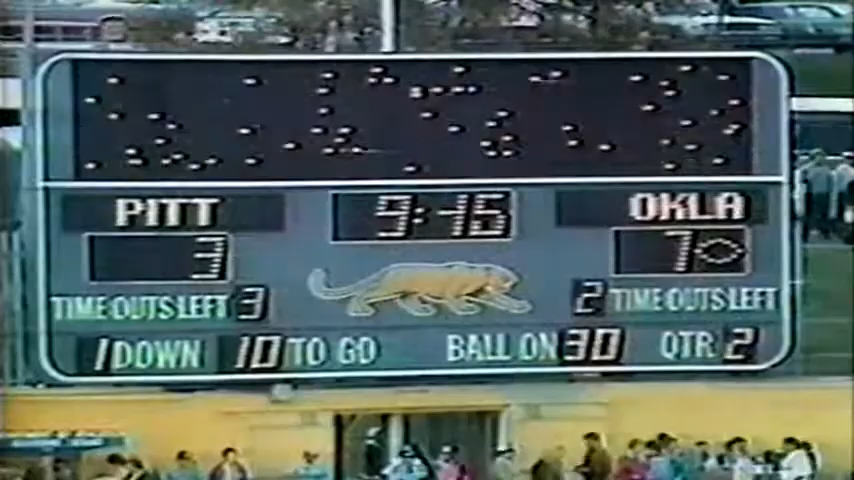 PITT 9:16 OKLA
3 7
TIME OUTS LEFT 3 2 TIME OUTS LEFT
1 DOWN 10 TO GO BALL ON 30 QTR 2